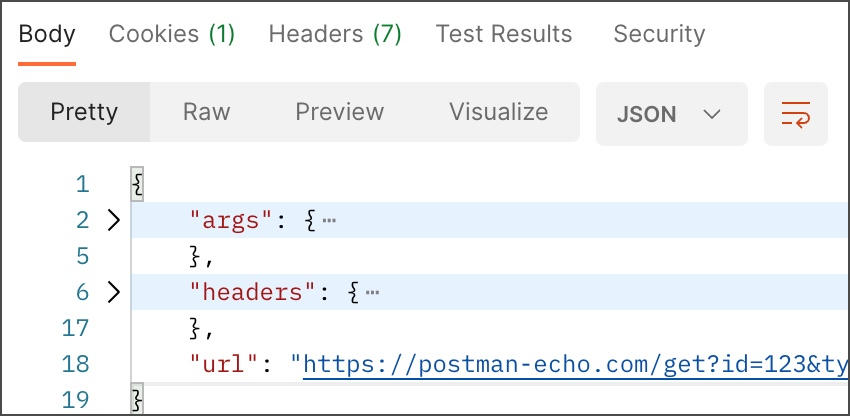 Body Cookies (1) Headers (7) Test Results Security
Pretty Raw Preview Visualize JSON
1 {
2 "args": { ⋯
5 },
6 "headers": { ⋯
17 },
18 "url": "https://postman-echo.com/get?id=123&ty
19 }